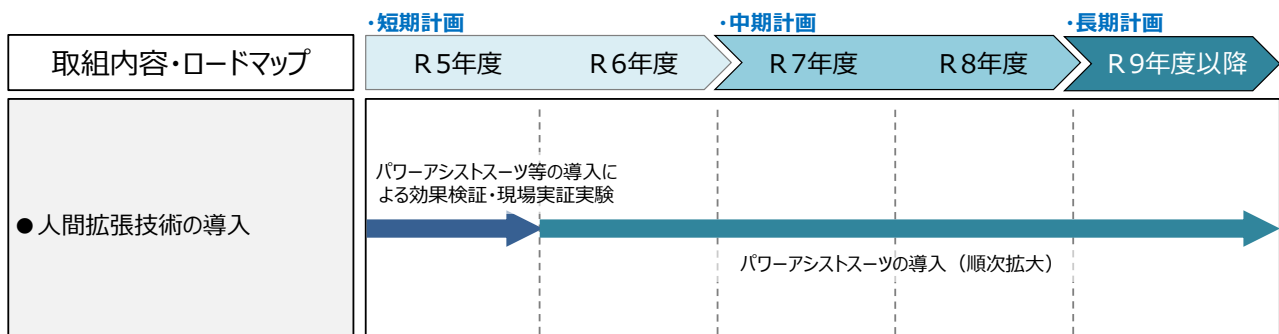 ・短期計画
・中期計画
・長期計画
取組内容・ロードマップ
R5年度
R6年度
R7年度
R8年度
R9年度以降
パワーアシストスーツ等の導入に
よる効果検証・現場実証実験
●人間拡張技術の導入
パワーアシストスーツの導入（順次拡大）